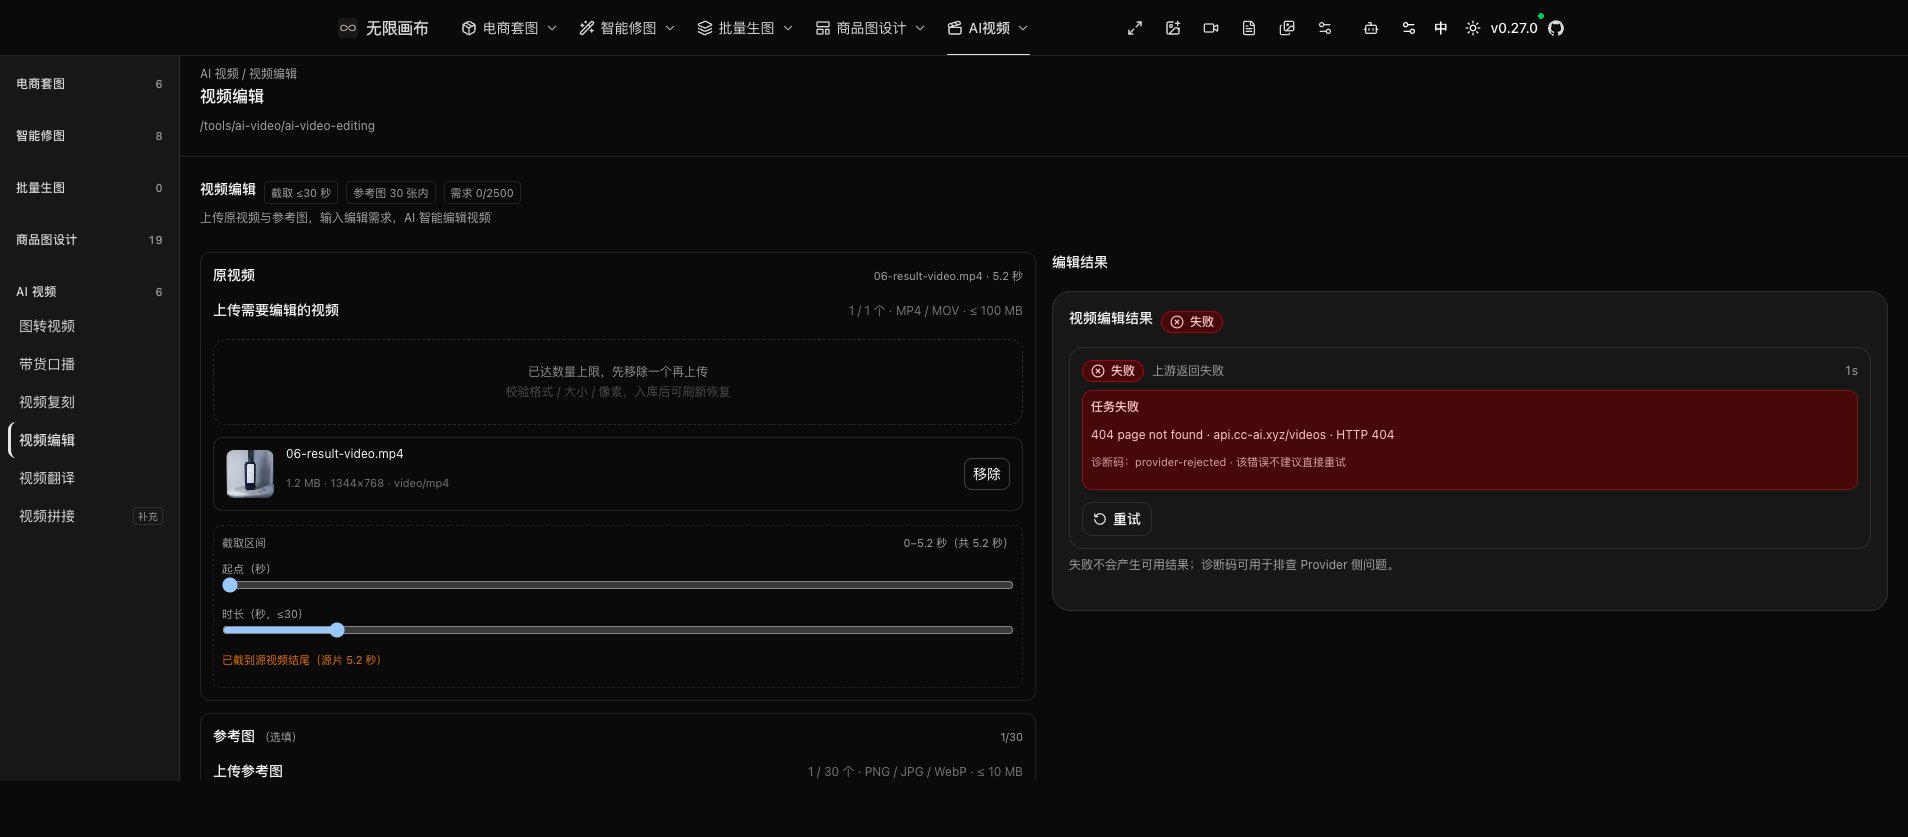 无限画布
电商套图
智能修图
批量生图
商品图设计
AI视频
中
v0.27.0
电商套图 6
智能修图 8
批量生图 0
商品图设计 19
AI 视频 6
图转视频
带货口播
视频复刻
视频编辑
视频翻译
视频拼接 补充
AI 视频 / 视频编辑
视频编辑
/tools/ai-video/ai-video-editing
视频编辑 截取 ≤30 秒 参考图 30 张内 需求 0/2500
上传原视频与参考图，输入编辑需求，AI 智能编辑视频
原视频 06-result-video.mp4 · 5.2 秒
上传需要编辑的视频 1 / 1 个 · MP4 / MOV · ≤ 100 MB
已达数量上限，先移除一个再上传
校验格式 / 大小 / 像素，入库后可刷新恢复
06-result-video.mp4
1.2 MB · 1344×768 · video/mp4
移除
截取区间 0–5.2 秒（共 5.2 秒）
起点（秒）
时长（秒，≤30）
已截到源视频结尾（源片 5.2 秒）
参考图 （选填） 1/30
上传参考图 1 / 30 个 · PNG / JPG / WebP · ≤ 10 MB
编辑结果
视频编辑结果 失败
失败 上游返回失败 1s
任务失败
404 page not found · api.cc-ai.xyz/videos · HTTP 404
诊断码：provider-rejected · 该错误不建议直接重试
重试
失败不会产生可用结果；诊断码可用于排查 Provider 侧问题。